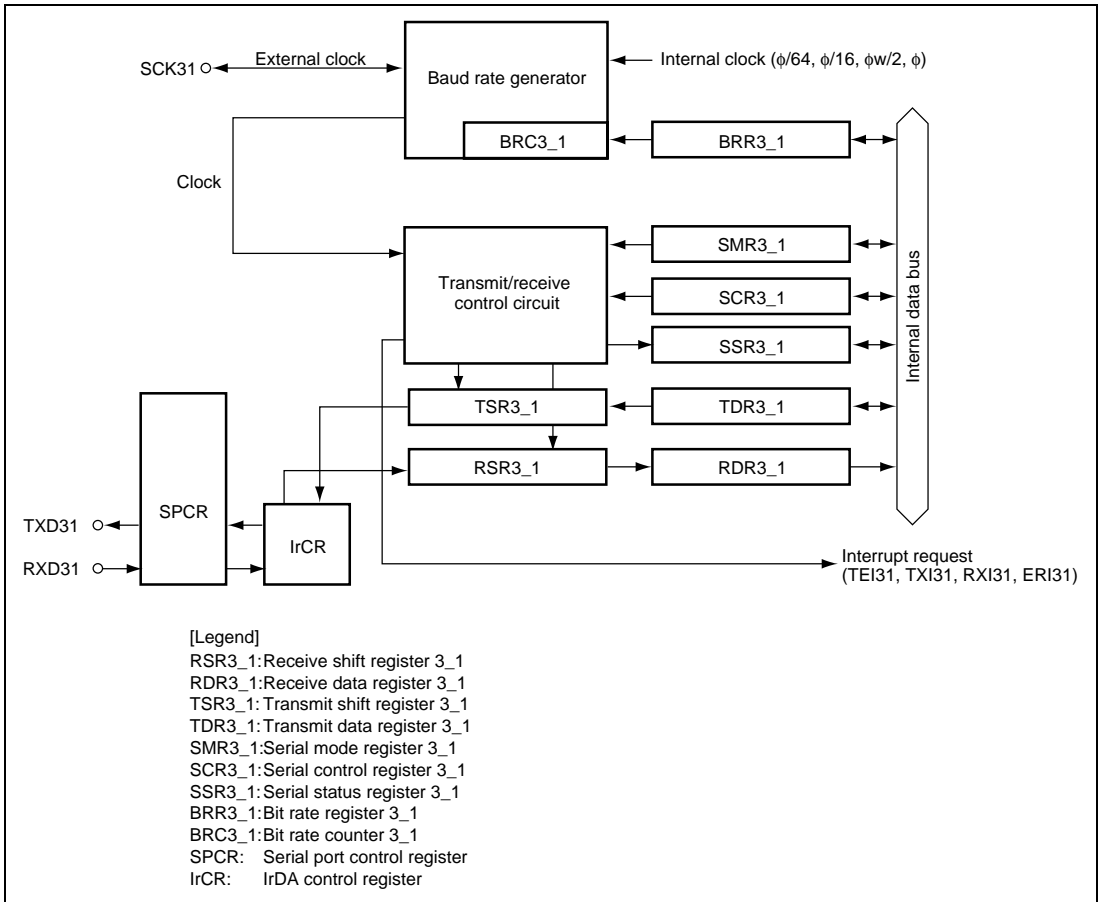 SCK31
External clock
Baud rate generator
Internal clock (ϕ/64, ϕ/16, ϕw/2, ϕ)
BRC3_1
BRR3_1
Clock
Internal data bus
Transmit/receive
control circuit
SMR3_1
SCR3_1
SSR3_1
TSR3_1
TDR3_1
RSR3_1
RDR3_1
SPCR
IrCR
TXD31
RXD31
Interrupt request
(TEI31, TXI31, RXI31, ERI31)
[Legend]
RSR3_1:Receive shift register 3_1
RDR3_1:Receive data register 3_1
TSR3_1: Transmit shift register 3_1
TDR3_1: Transmit data register 3_1
SMR3_1:Serial mode register 3_1
SCR3_1:Serial control register 3_1
SSR3_1:Serial status register 3_1
BRR3_1:Bit rate register 3_1
BRC3_1:Bit rate counter 3_1
SPCR: Serial port control register
IrCR: IrDA control register